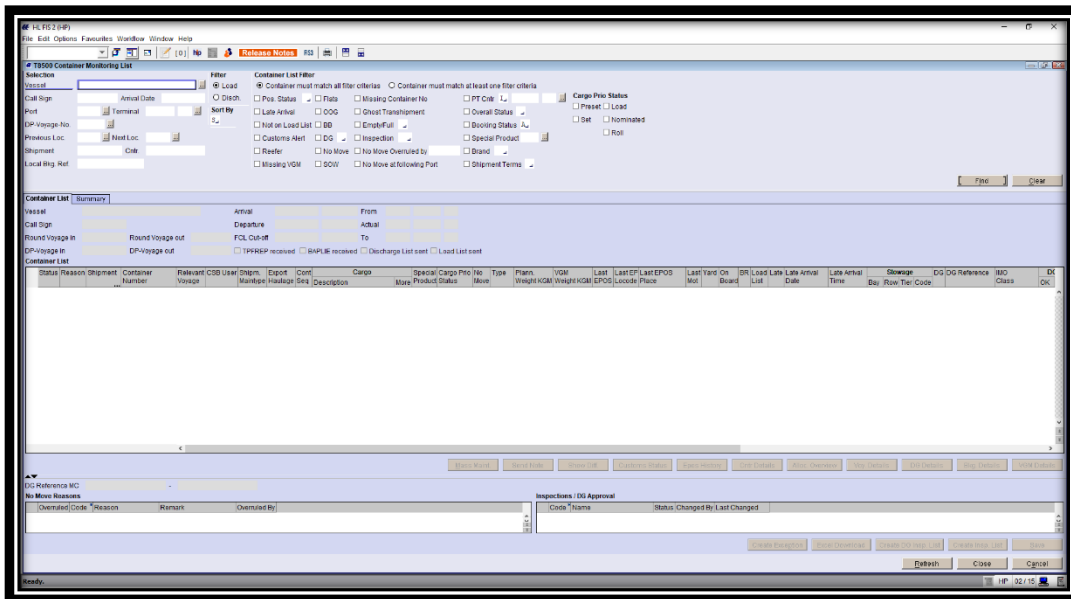 HL FIS 2 (HP)
File Edit Options Favourites Workflow Window Help
Release Notes RSS
TB500 Container Monitoring List
Selection Filter Container List Filter
Vessel Load Container must match all filter criterias Container must match at least one filter criteria
Call Sign Arrival Date Disch. Pos. Status Flats Missing Container No PT Cntr Cargo Prio Status
Port Terminal Sort By Late Arrival OOG Ghost Transhipment Overall Status Preset Load
DP-Voyage-No. Not on Load List BB Empty/Full Booking Status Set Nominated
Previous Loc. Next Loc. Customs Alert DG Inspection Special Product Roll
Shipment Cntr Reefer No Move No Move Overruled by Brand
Local Bkg. Ref. Missing VGM SOW No Move at following Port Shipment Terms
Find Clear
Container List Summary
Vessel Arrival From
Call Sign Departure Actual
Round Voyage in Round Voyage out FCL Cut-off To
DP-Voyage in DP-Voyage out TPFREP received BAPLIE received Discharge List sent Load List sent
Container List
Status Reason Shipment Container Relevant CSB User Shipm. Export Cont Cargo Special Cargo Prio No Type Plann. VGM Last Last EF Last EPOS Last Yard On BR Load Late Late Arrival Late Arrival Stowage DG DG Reference IMO
Number Voyage Maintype Haulage Seq Description More Product Status Move Weight KGM Weight KGM EPOS Locode Place Mot Board List Date Time Bay Row Tier Code Class OK
Customs Status
DG Reference MC -
No Move Reasons Inspections / DG Approval
Overruled Code Reason Remark Overruled By Code Name Status Changed By Last Changed
Create Exception Excel Download Save
Refresh Close Cancel
Ready. HP 02 / 15